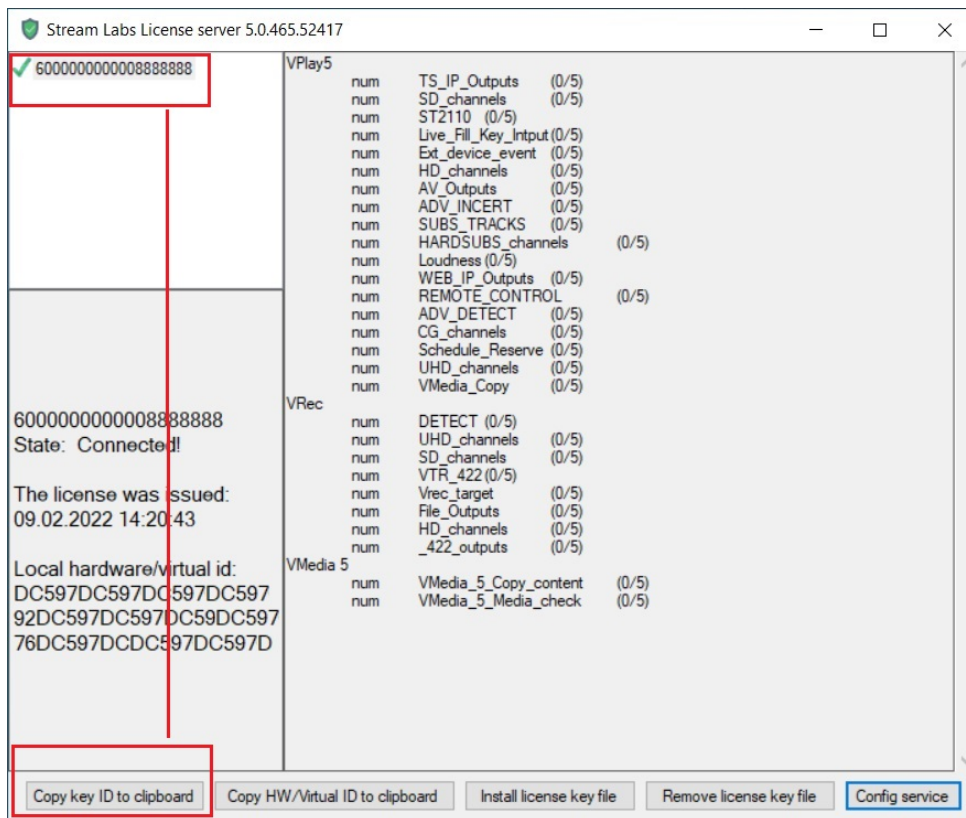 Stream Labs License server 5.0.465.52417
6000000000008888888
VPlay5
num TS_IP_Outputs (0/5)
num SD_channels (0/5)
num ST2110 (0/5)
num Live_Fill_Key_Intput (0/5)
num Ext_device_event (0/5)
num HD_channels (0/5)
num AV_Outputs (0/5)
num ADV_INCERT (0/5)
num SUBS_TRACKS (0/5)
num HARDSUBS_channels (0/5)
num Loudness (0/5)
num WEB_IP_Outputs (0/5)
num REMOTE_CONTROL (0/5)
num ADV_DETECT (0/5)
num CG_channels (0/5)
num Schedule_Reserve (0/5)
num UHD_channels (0/5)
num VMedia_Copy (0/5)
VRec
num DETECT (0/5)
num UHD_channels (0/5)
num SD_channels (0/5)
num VTR_422 (0/5)
num Vrec_target (0/5)
num File_Outputs (0/5)
num HD_channels (0/5)
num _422_outputs (0/5)
VMedia 5
num VMedia_5_Copy_content (0/5)
num VMedia_5_Media_check (0/5)
6000000000008888888
State: Connected!
The license was issued:
09.02.2022 14:20:43
Local hardware/virtual id:
DC597DC597DC597DC597
92DC597DC597DC59DC597
76DC597DCDC597DC597D
Copy key ID to clipboard Copy HW/Virtual ID to clipboard Install license key file Remove license key file Config service